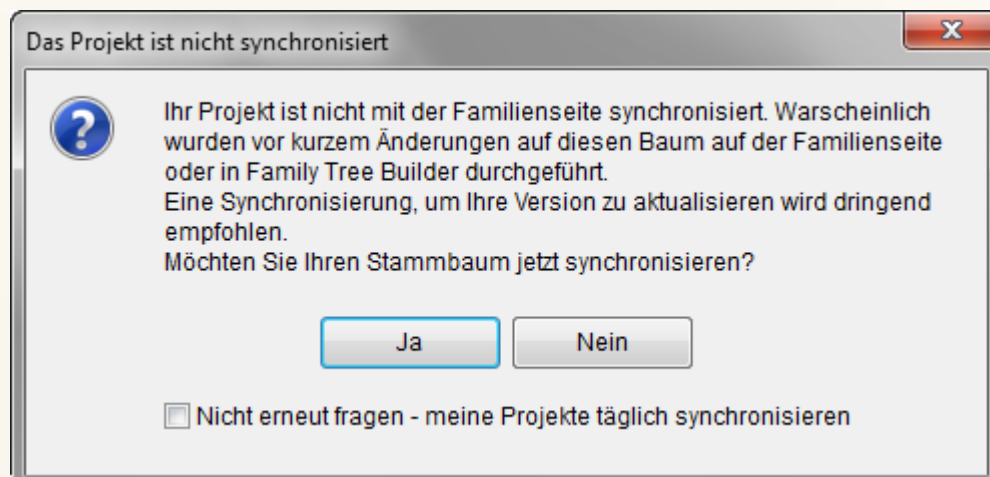 Das Projekt ist nicht synchronisiert
Ihr Projekt ist nicht mit der Familienseite synchronisiert. Warscheinlich
wurden vor kurzem Änderungen auf diesen Baum auf der Familienseite
oder in Family Tree Builder durchgeführt.
Eine Synchronisierung, um Ihre Version zu aktualisieren wird dringend
empfohlen.
Möchten Sie Ihren Stammbaum jetzt synchronisieren?
Ja Nein
Nicht erneut fragen - meine Projekte täglich synchronisieren